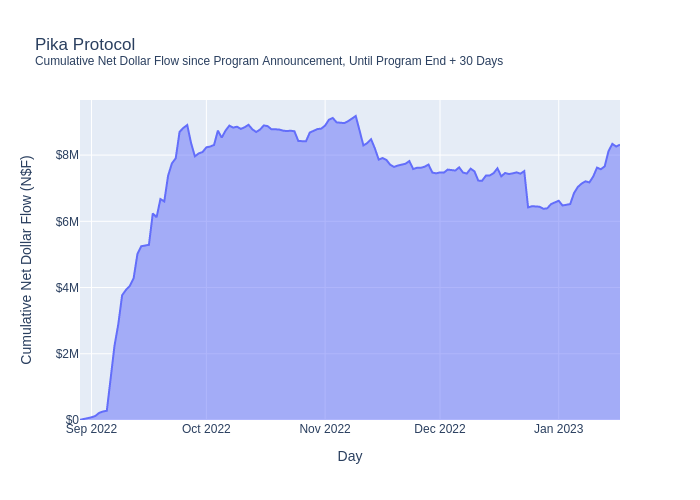 Pika Protocol
Cumulative Net Dollar Flow since Program Announcement, Until Program End + 30 Days
Cumulative Net Dollar Flow (N$F)
$8M
$6M
$4M
$2M
$0
Sep 2022
Oct 2022
Nov 2022
Dec 2022
Jan 2023
Day